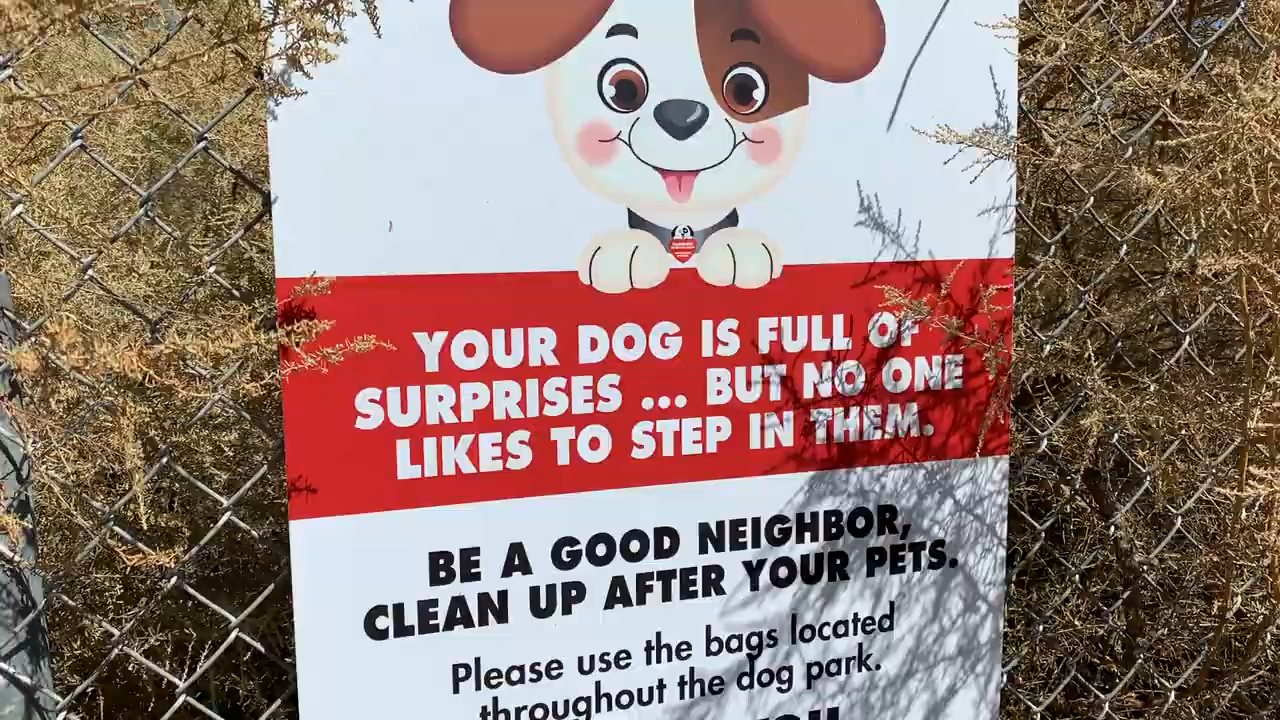 YOUR DOG IS FULL OF
SURPRISES ... BUT NO ONE
LIKES TO STEP IN THEM.
BE A GOOD NEIGHBOR,
CLEAN UP AFTER YOUR PETS.
Please use the bags located
throughout the dog park.